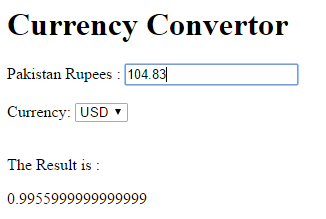 Currency Convertor
Pakistan Rupees : 104.83
Currency: USD
The Result is :
0.9955999999999999